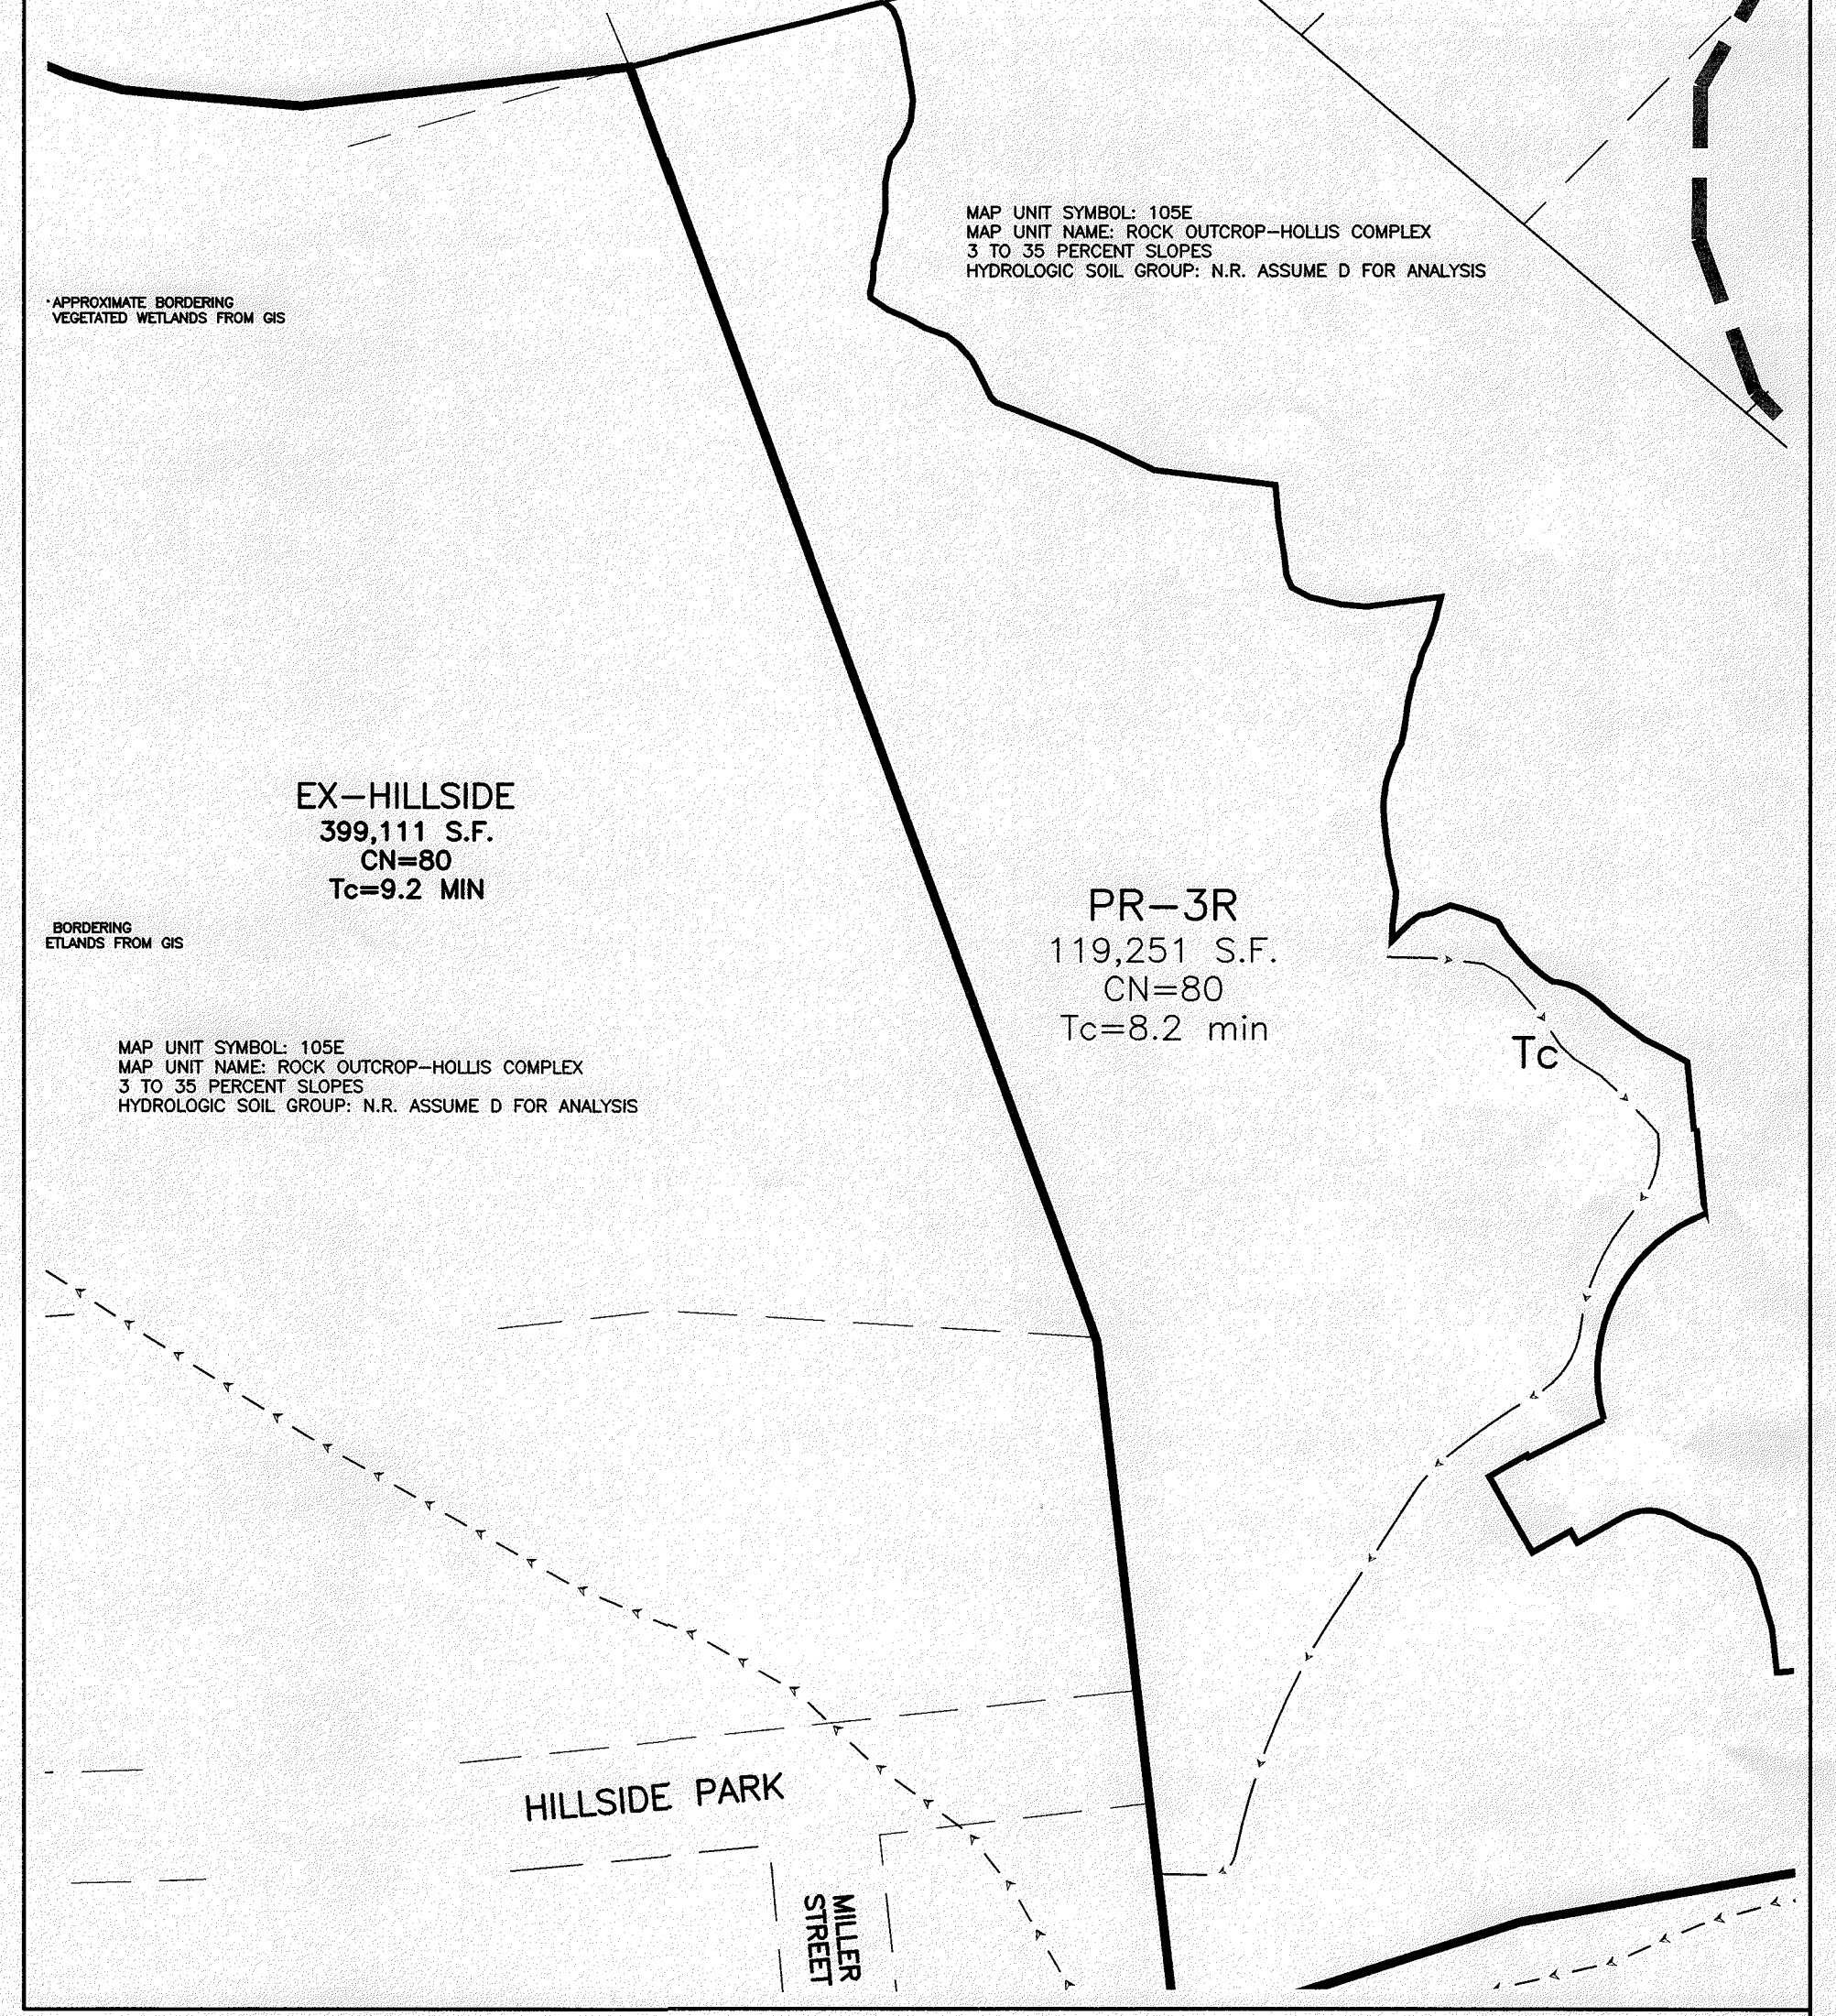 MAP UNIT SYMBOL: 105E
MAP UNIT NAME: ROCK OUTCROP-HOLLIS COMPLEX
3 TO 35 PERCENT SLOPES
HYDROLOGIC SOIL GROUP: N.R. ASSUME D FOR ANALYSIS
APPROXIMATE BORDERING
VEGETATED WETLANDS FROM GIS
EX-HILLSIDE
399,111 S.F.
CN=80
Tc=9.2 MIN
PR-3R
119,251 S.F.
CN=80
Tc=8.2 min
BORDERING
ETLANDS FROM GIS
Tc
MAP UNIT SYMBOL: 105E
MAP UNIT NAME: ROCK OUTCROP-HOLLIS COMPLEX
3 TO 35 PERCENT SLOPES
HYDROLOGIC SOIL GROUP: N.R. ASSUME D FOR ANALYSIS
HILLSIDE PARK
MILLER
STREET